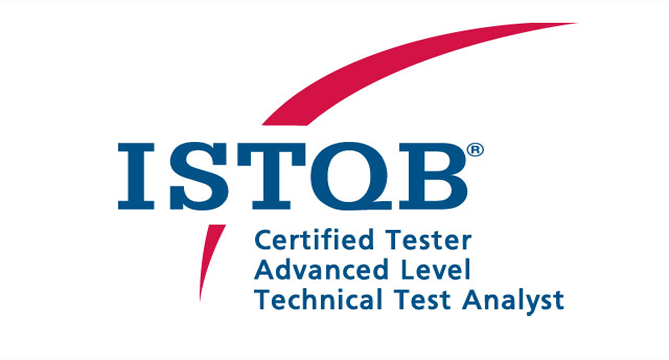 ISTQB®
Certified Tester
Advanced Level
Technical Test Analyst